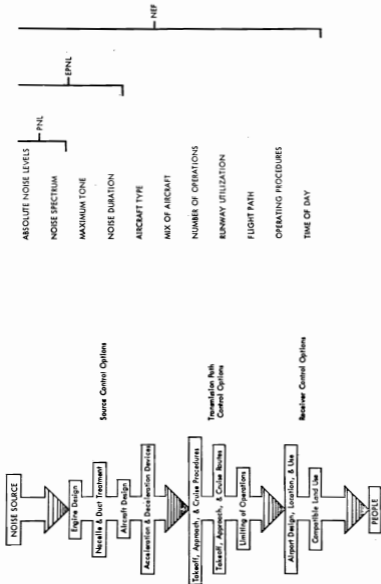 ABSOLUTE NOISE LEVELS
NOISE SPECTRUM
MAXIMUM TONE
NOISE DURATION
AIRCRAFT TYPE
MIX OF AIRCRAFT
NUMBER OF OPERATIONS
RUNWAY UTILIZATION
FLIGHT PATH
OPERATING PROCEDURES
TIME OF DAY
PNL
EPNL
NEF
NOISE SOURCE
Engine Design
Nacelle & Duct Treatment
Aircraft Design
Acceleration & Deceleration Devices
Takeoff, Approach, & Cruise Procedures
Takeoff, Approach, & Cruise Routes
Limiting of Operations
Airport Design, Location, & Use
Compatible Land Use
PEOPLE
Source Control Options
Transmission Path
Control Options
Receiver Control Options